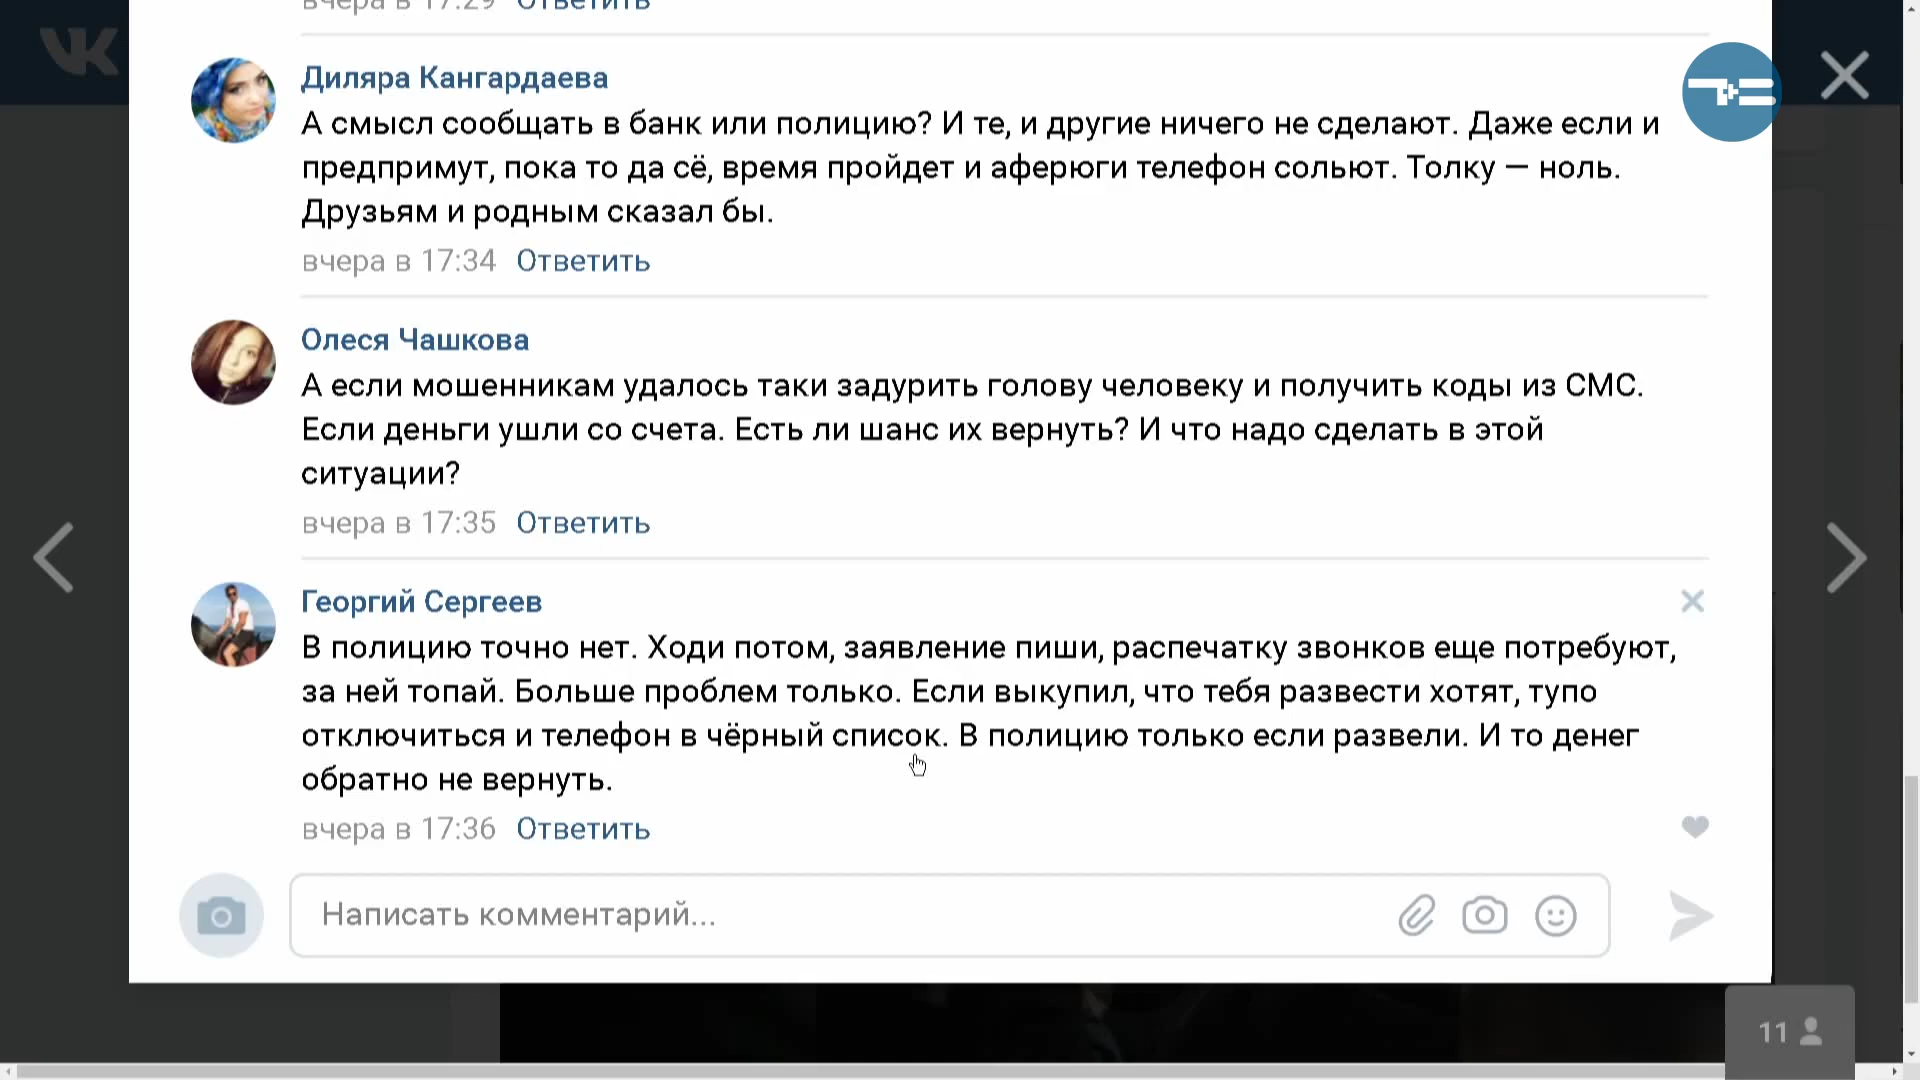 вчера в 17:29 Ответить
Диляра Кангардаева
А смысл сообщать в банк или полицию? И те, и другие ничего не сделают. Даже если и
предпримут, пока то да сё, время пройдет и аферюги телефон сольют. Толку — ноль.
Друзьям и родным сказал бы.
вчера в 17:34 Ответить
Олеся Чашкова
А если мошенникам удалось таки задурить голову человеку и получить коды из СМС.
Если деньги ушли со счета. Есть ли шанс их вернуть? И что надо сделать в этой
ситуации?
вчера в 17:35 Ответить
Георгий Сергеев
В полицию точно нет. Ходи потом, заявление пиши, распечатку звонков еще потребуют,
за ней топай. Больше проблем только. Если выкупил, что тебя развести хотят, тупо
отключиться и телефон в чёрный список. В полицию только если развели. И то денег
обратно не вернуть.
вчера в 17:36 Ответить
Написать комментарий...
11